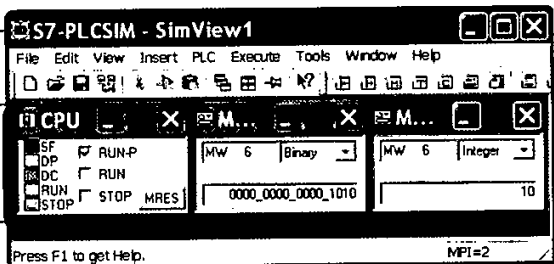 S7-PLCSIM - SimView1
File Edit View Insert PLC Execute Tools Window Help
CPU
SF
DP
DC
RUN
STOP
RUN-P
RUN
STOP
MRES
M...
MW 6 Binary
0000_0000_0000_1010
M...
MW 6 Integer
10
Press F1 to get Help.
MPI=2